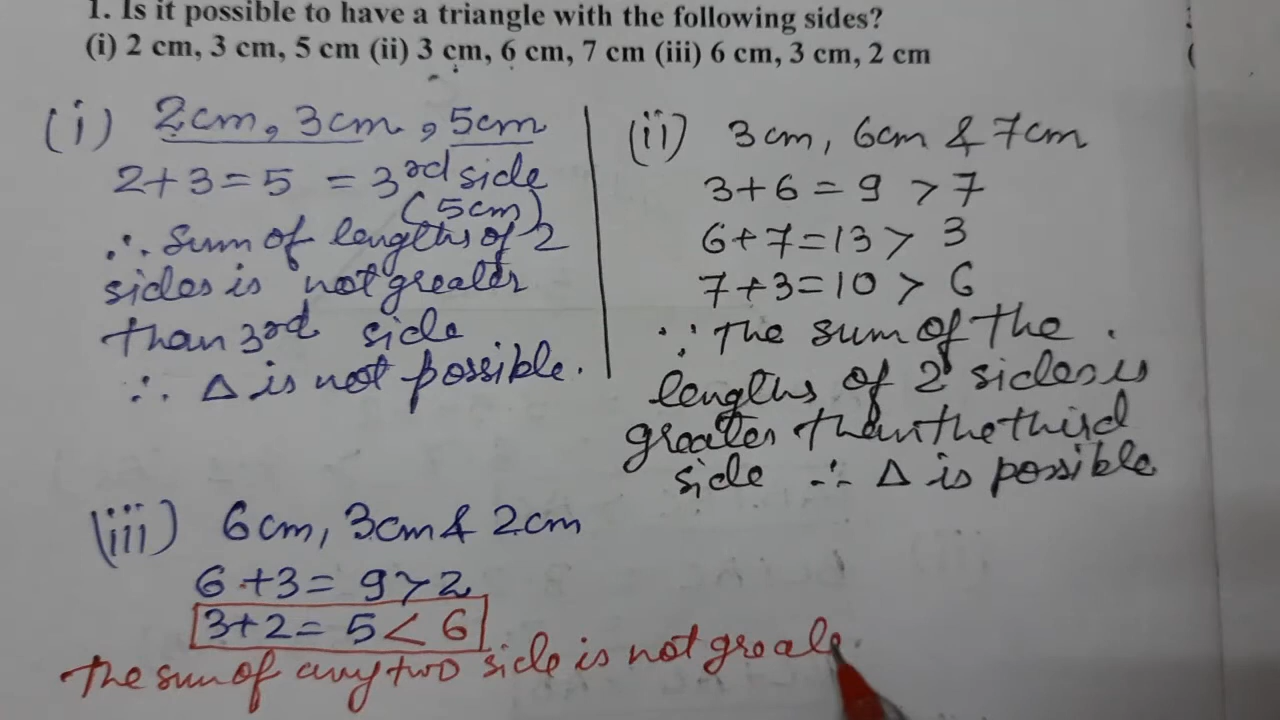 1. Is it possible to have a triangle with the following sides?
(i) 2 cm, 3 cm, 5 cm (ii) 3 cm, 6 cm, 7 cm (iii) 6 cm, 3 cm, 2 cm
(i) 2cm, 3cm, 5cm
2+3=5 = 3rd side
(5cm)
∴ Sum of lengths of 2
sides is not greater
than 3rd side
∴ Δ is not possible.
(ii) 3cm, 6cm & 7cm
3+6=9 >7
6+7=13> 3
7+3=10 > 6
∵ The sum of the
lengths of 2 sides is
greater than the third
side ∴ Δ is possible
(iii) 6cm, 3cm & 2cm
6+3= 9>2
3+2= 5< 6
The sum of any two side is not greate